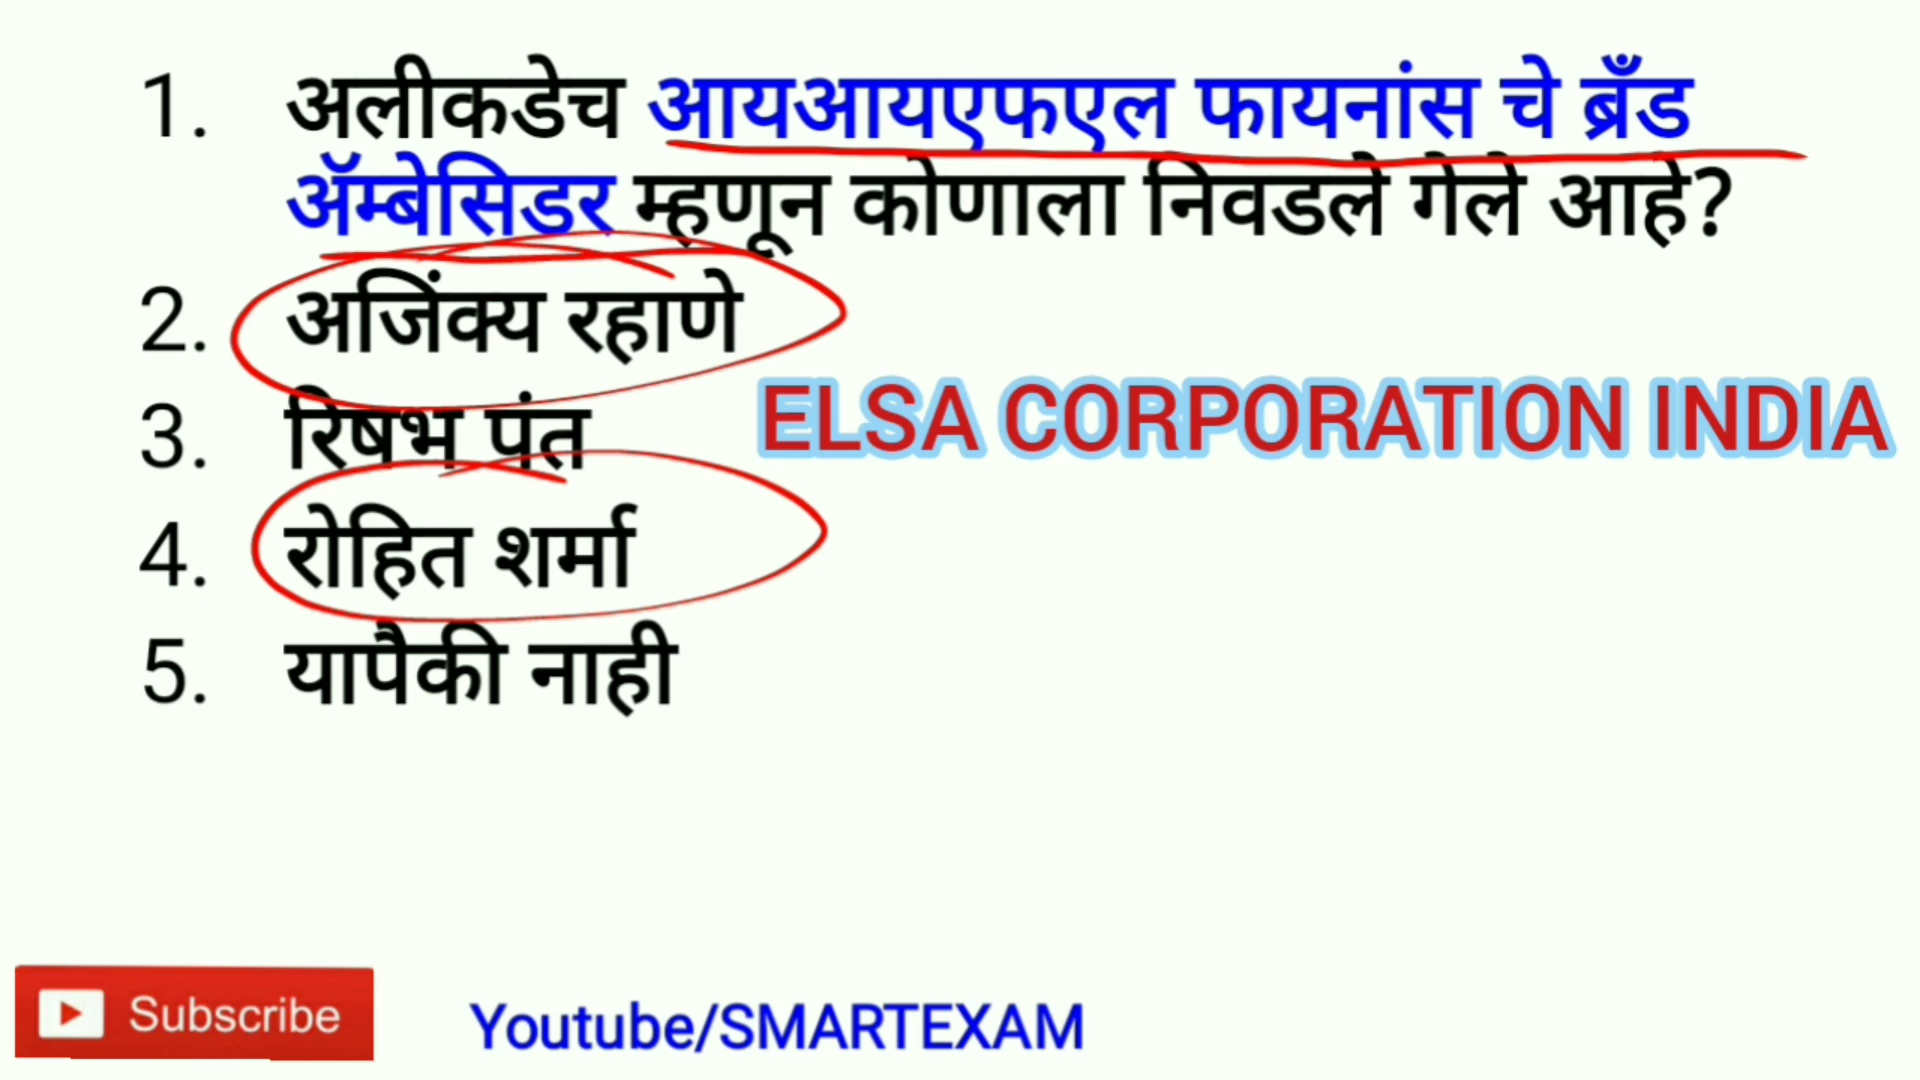 1. अलीकडेच आयआयएफएल फायनांस चे ब्रँड
ॲम्बेसिडर म्हणून कोणाला निवडले गेले आहे?
2. अजिंक्य रहाणे
3. रिषभ पंत
ELSA CORPORATION INDIA
4. रोहित शर्मा
5. यापैकी नाही
Subscribe
Youtube/SMARTEXAM